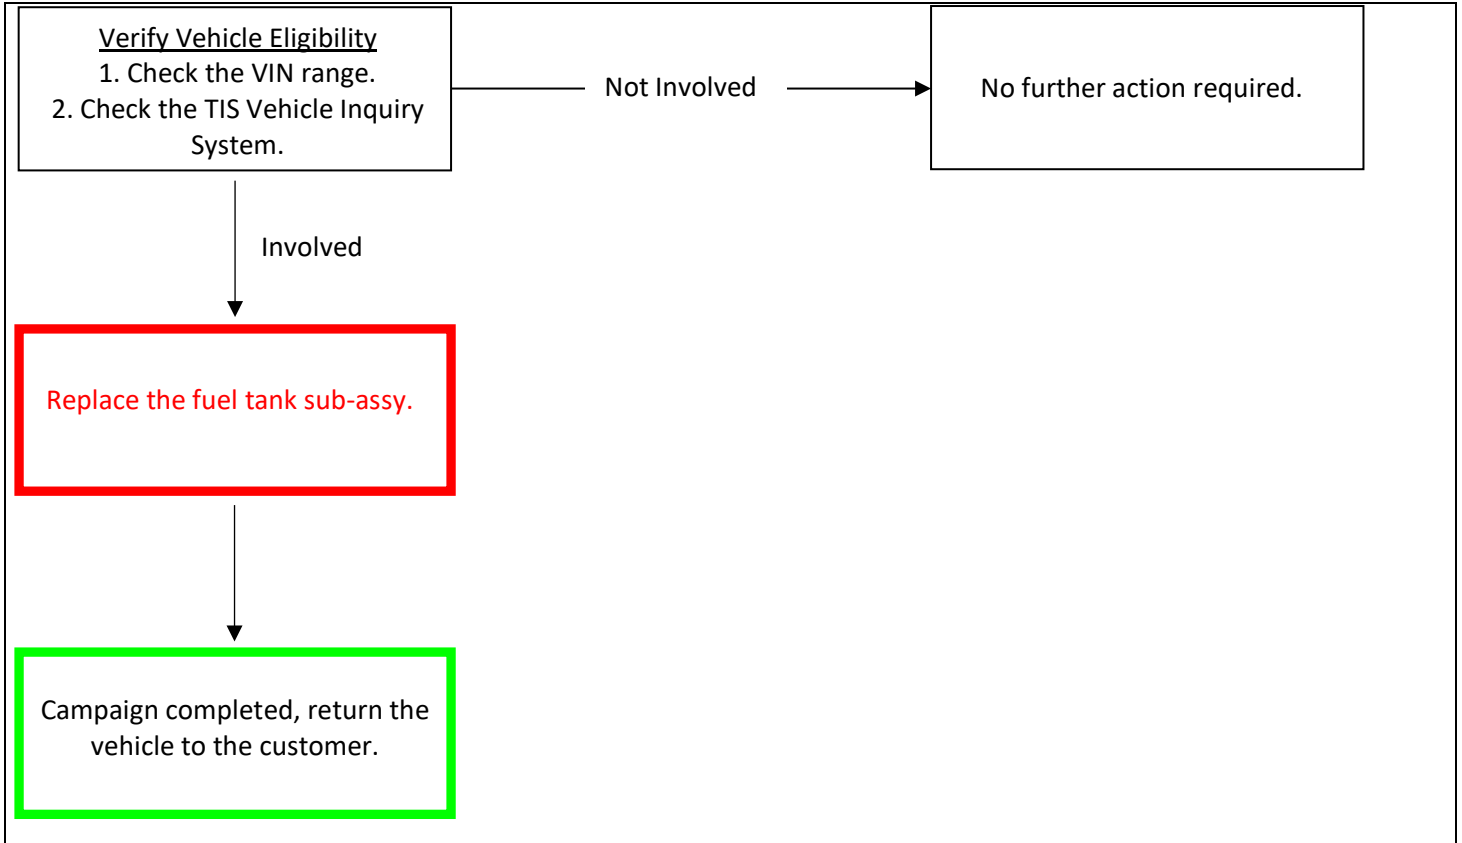 Verify Vehicle Eligibility
1. Check the VIN range.
2. Check the TIS Vehicle Inquiry
System.
Not Involved
No further action required.
Involved
Replace the fuel tank sub-assy.
Campaign completed, return the
vehicle to the customer.